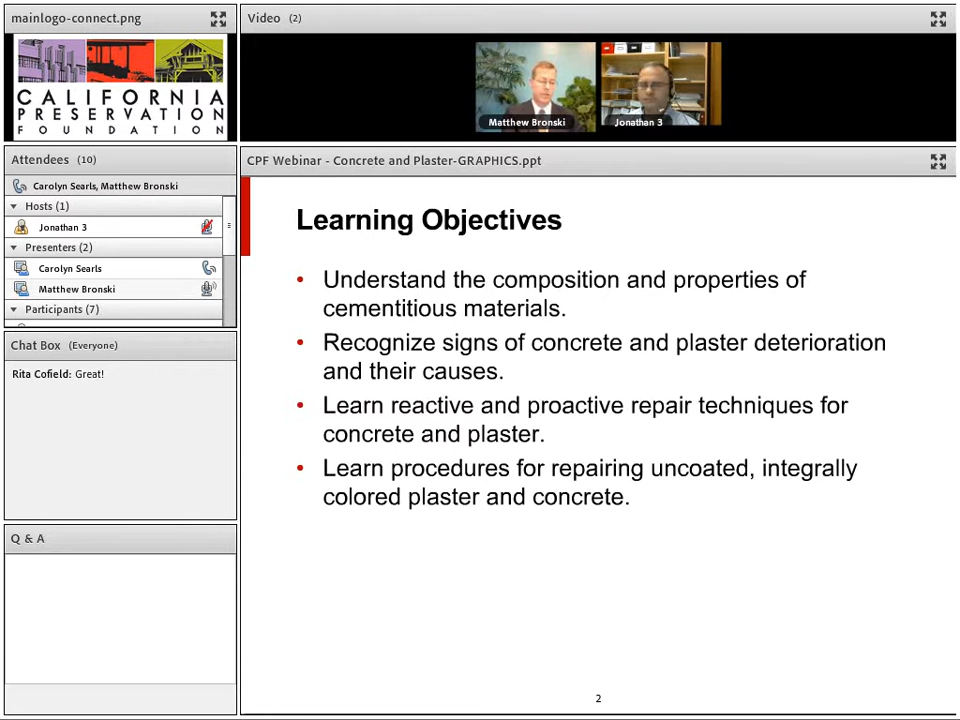 mainlogo-connect.png
CALIFORNIA
PRESERVATION
FOUNDATION
Attendees (10)
Carolyn Searls, Matthew Bronski
Hosts (1)
Jonathan 3
Presenters (2)
Carolyn Searls
Matthew Bronski
Participants (7)
Chat Box (Everyone)
Rita Cofield: Great!
Q & A
Video (2)
Matthew Bronski
Jonathan 3
CPF Webinar - Concrete and Plaster-GRAPHICS.ppt
Learning Objectives
• Understand the composition and properties of
cementitious materials.
• Recognize signs of concrete and plaster deterioration
and their causes.
• Learn reactive and proactive repair techniques for
concrete and plaster.
• Learn procedures for repairing uncoated, integrally
colored plaster and concrete.
2